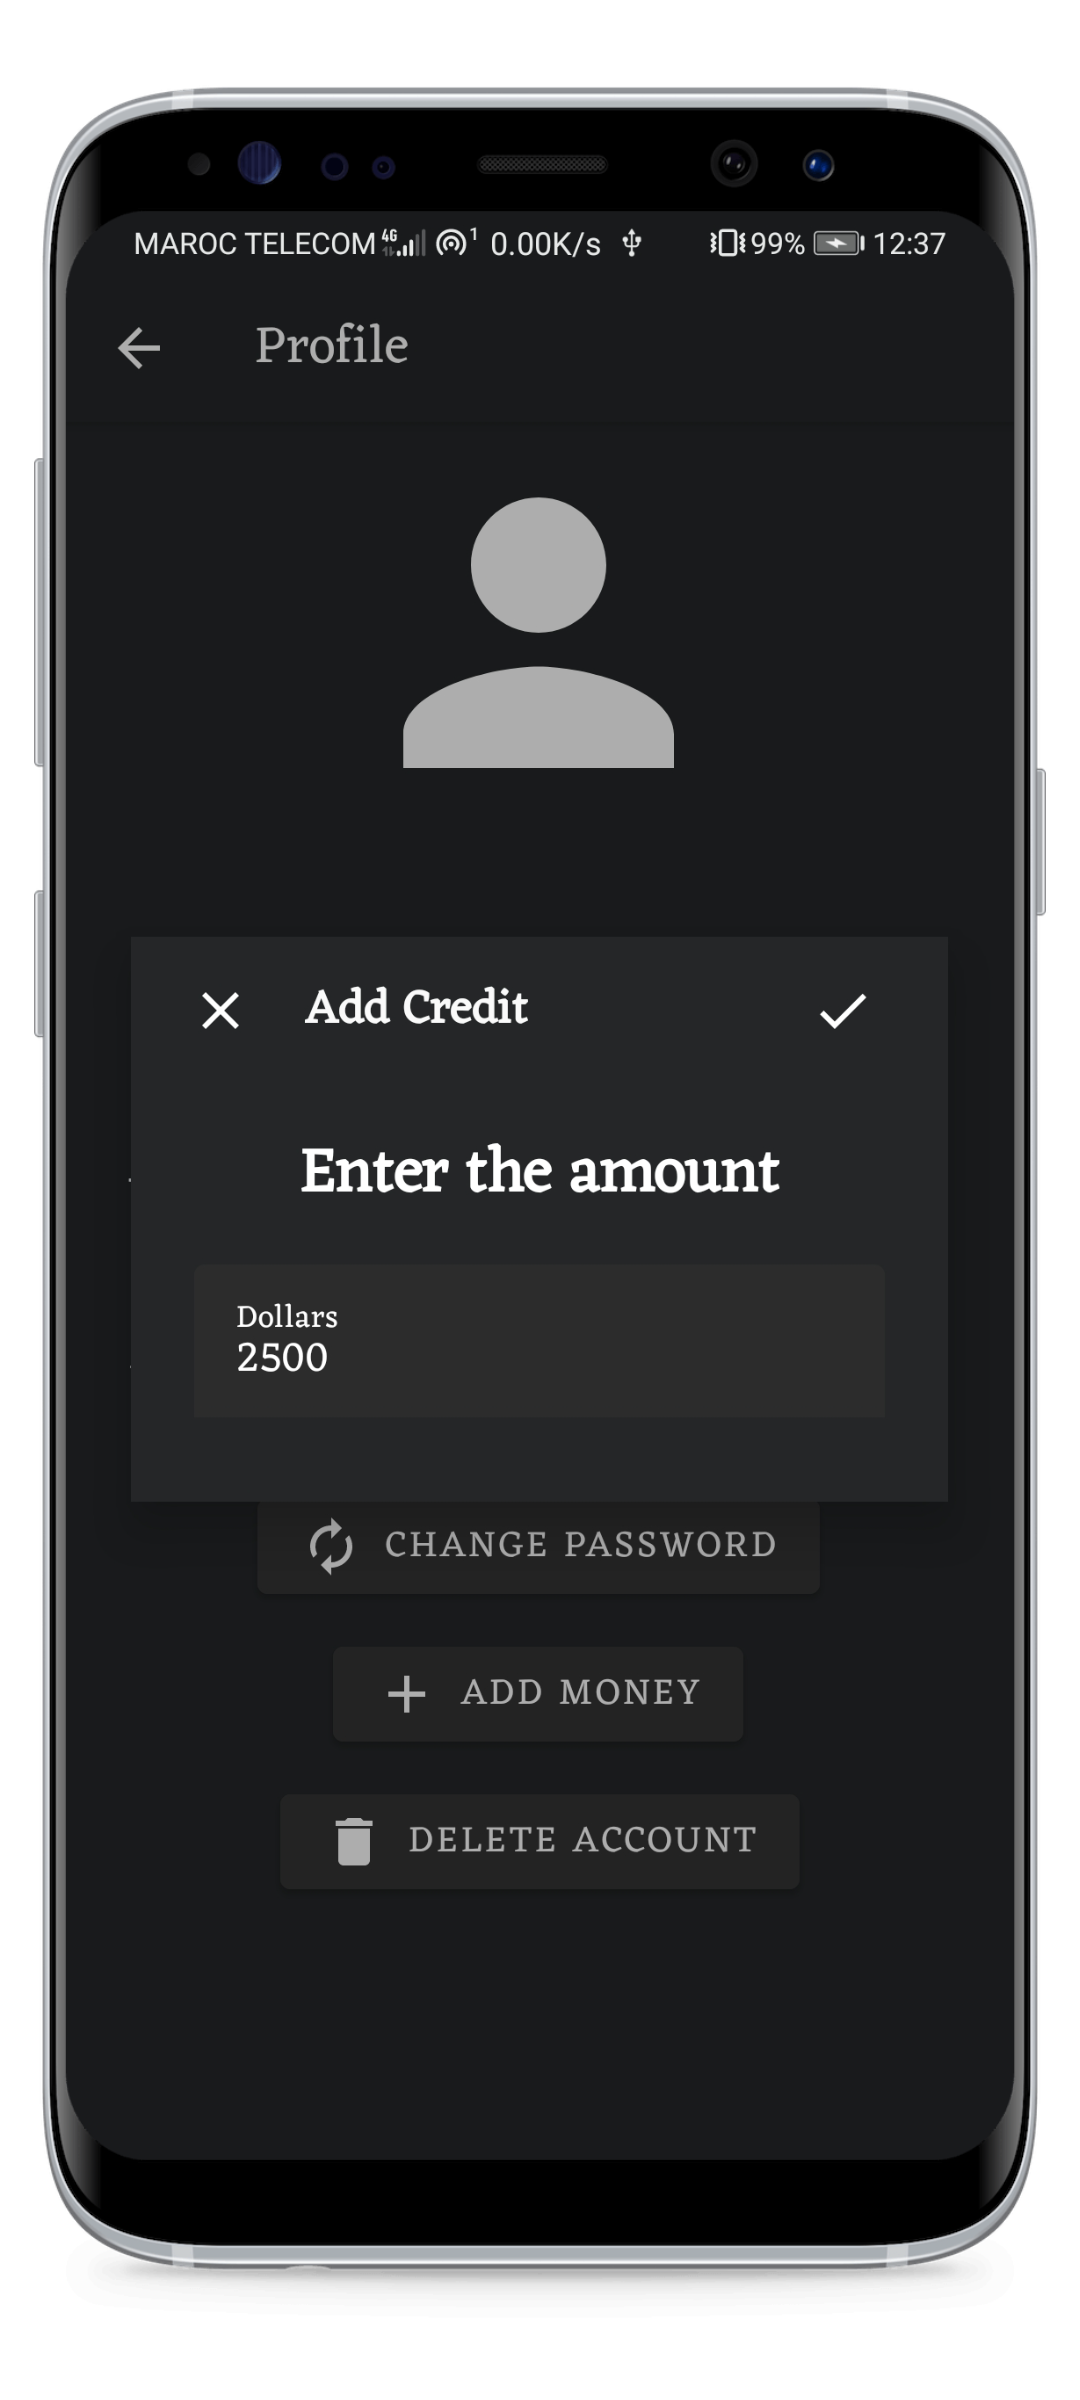 MAROC TELECOM 4G 1 0.00K/s 99% 12:37
Profile
Add Credit
Enter the amount
Dollars
2500
CHANGE PASSWORD
ADD MONEY
DELETE ACCOUNT